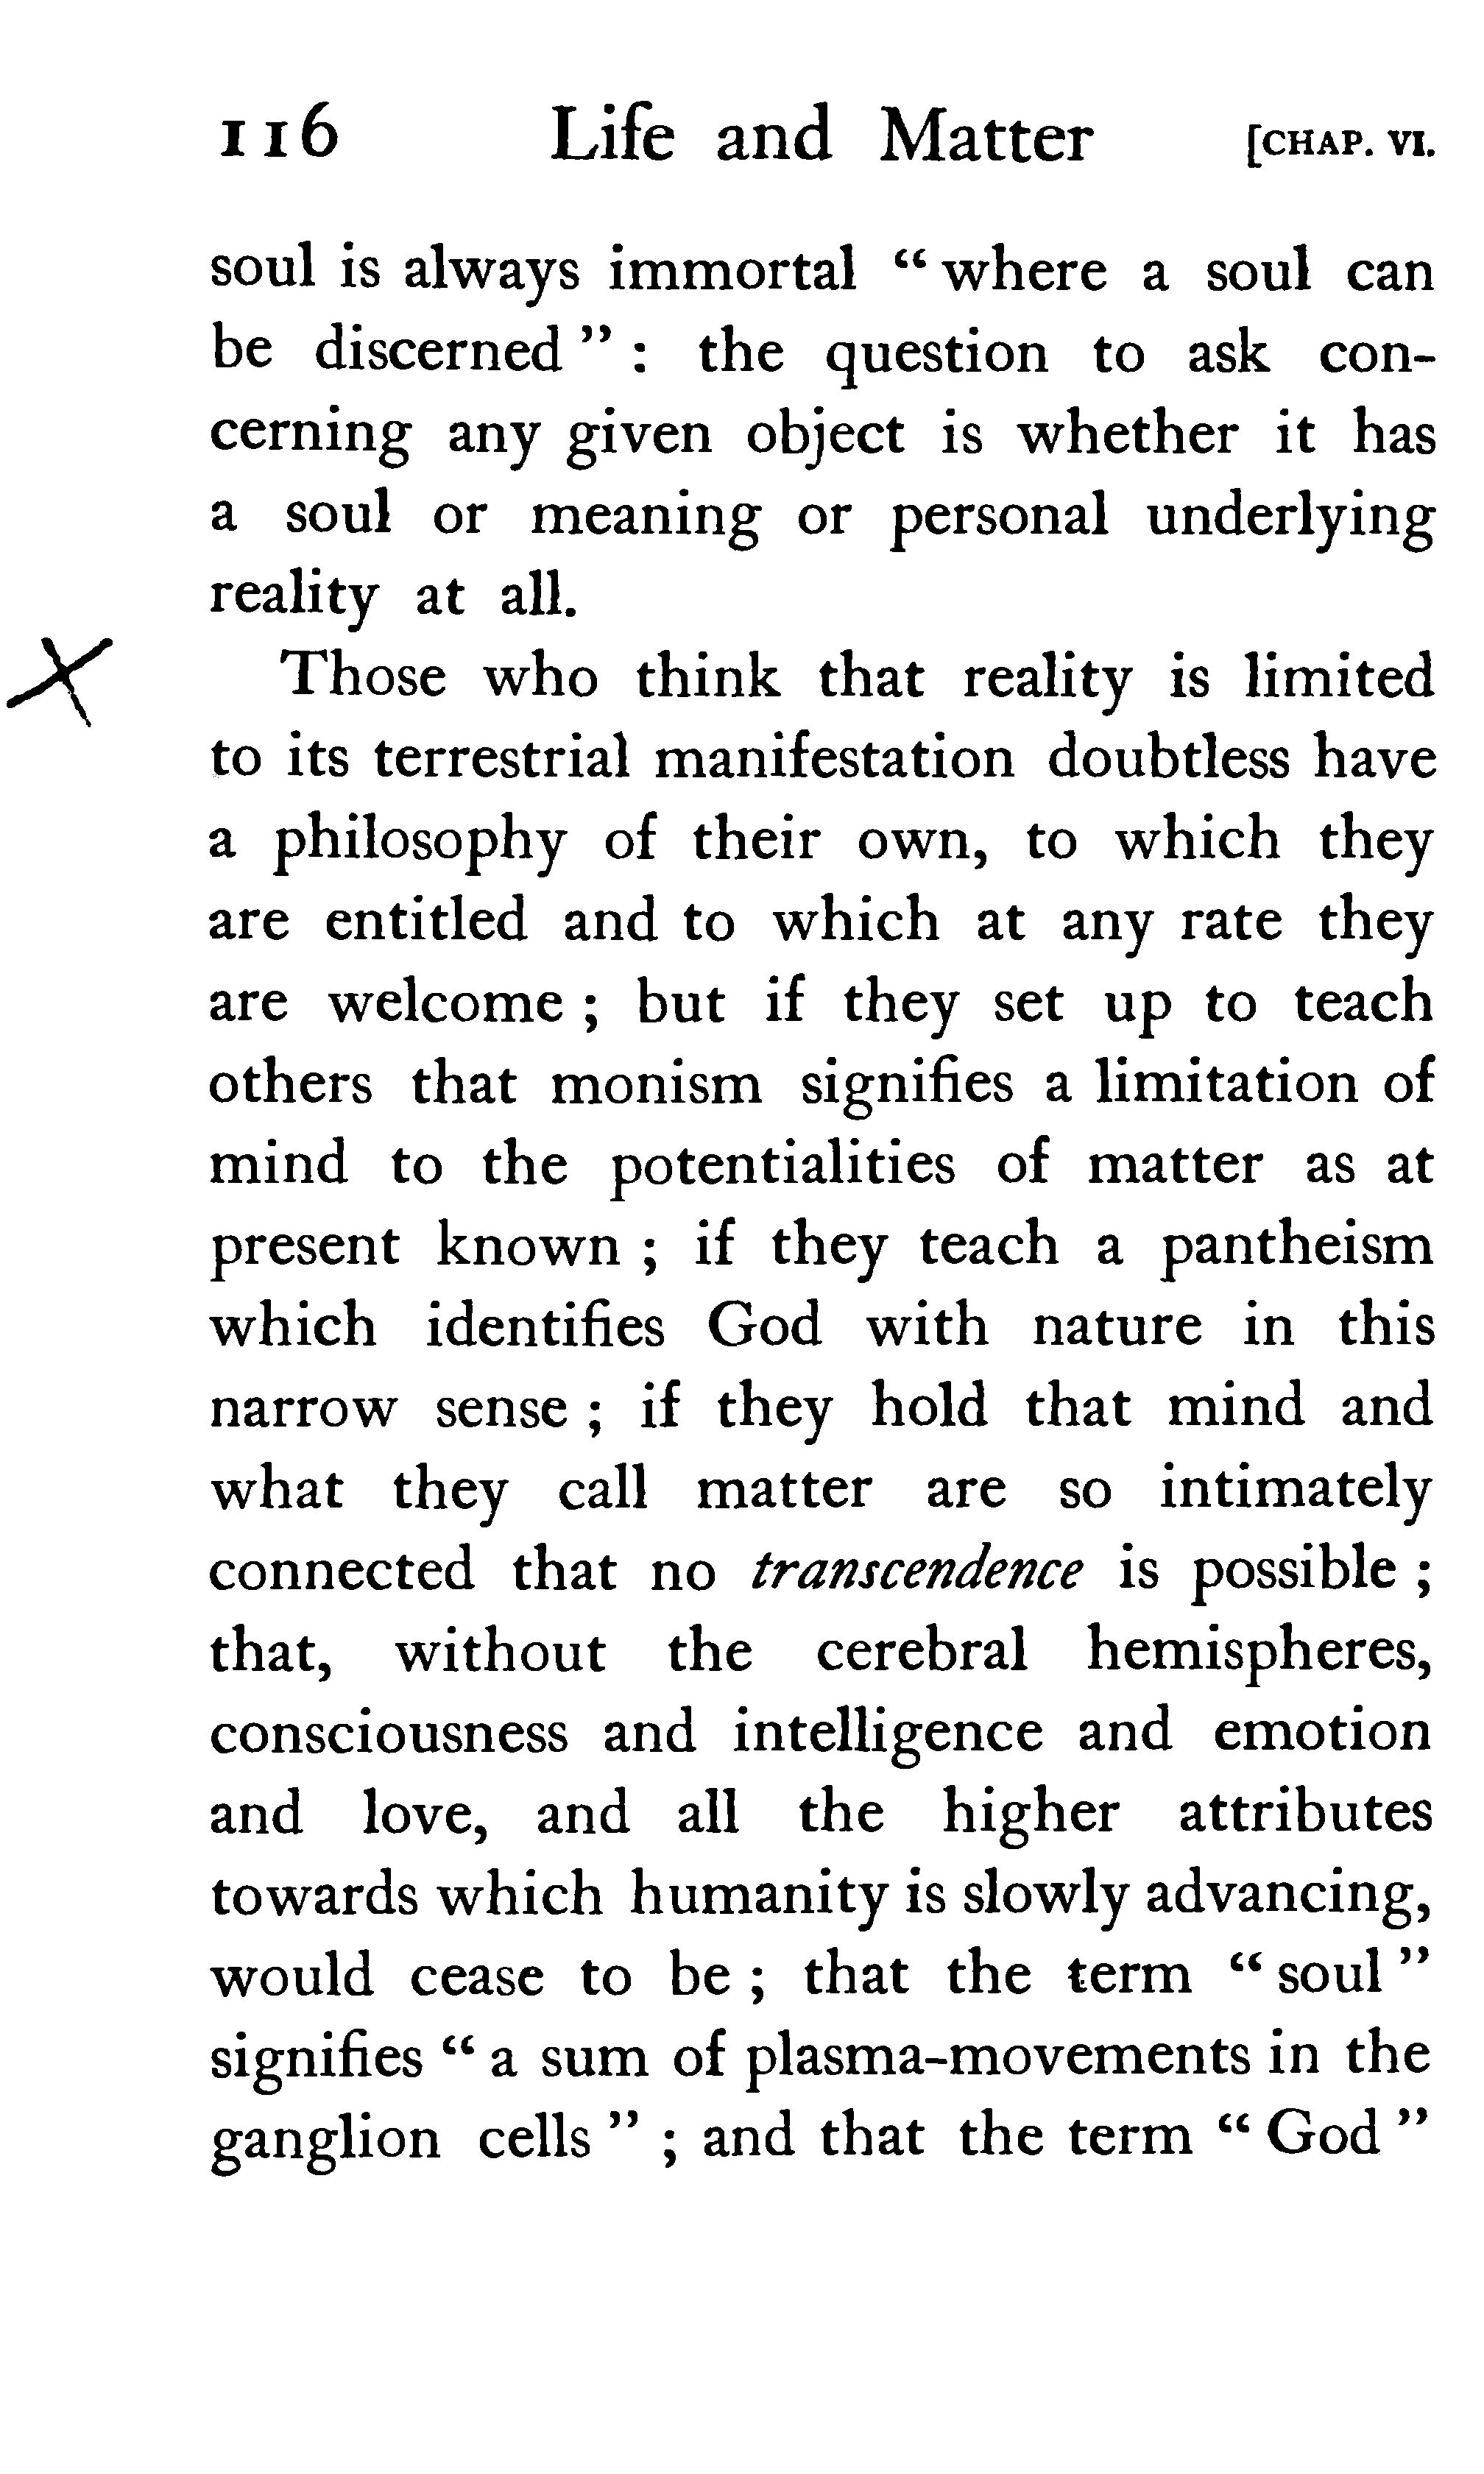 116 Life and Matter [CHAP. VI.
soul is always immortal “ where a soul can
be discerned ” : the question to ask con-
cerning any given object is whether it has
a soul or meaning or personal underlying
reality at all.
Those who think that reality is limited
to its terrestrial manifestation doubtless have
a philosophy of their own, to which they
are entitled and to which at any rate they
are welcome ; but if they set up to teach
others that monism signifies a limitation of
mind to the potentialities of matter as at
present known ; if they teach a pantheism
which identifies God with nature in this
narrow sense ; if they hold that mind and
what they call matter are so intimately
connected that no transcendence is possible ;
that, without the cerebral hemispheres,
consciousness and intelligence and emotion
and love, and all the higher attributes
towards which humanity is slowly advancing,
would cease to be ; that the term “ soul ”
signifies “ a sum of plasma-movements in the
ganglion cells ” ; and that the term “ God ”